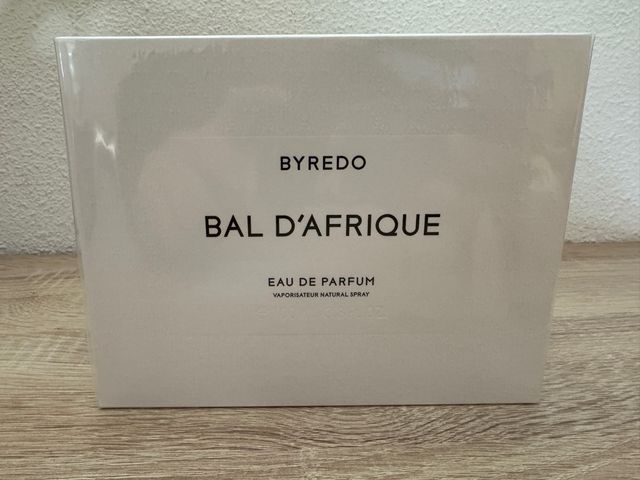 BYREDO
BAL D'AFRIQUE
EAU DE PARFUM
VAPORISATEUR NATURAL SPRAY